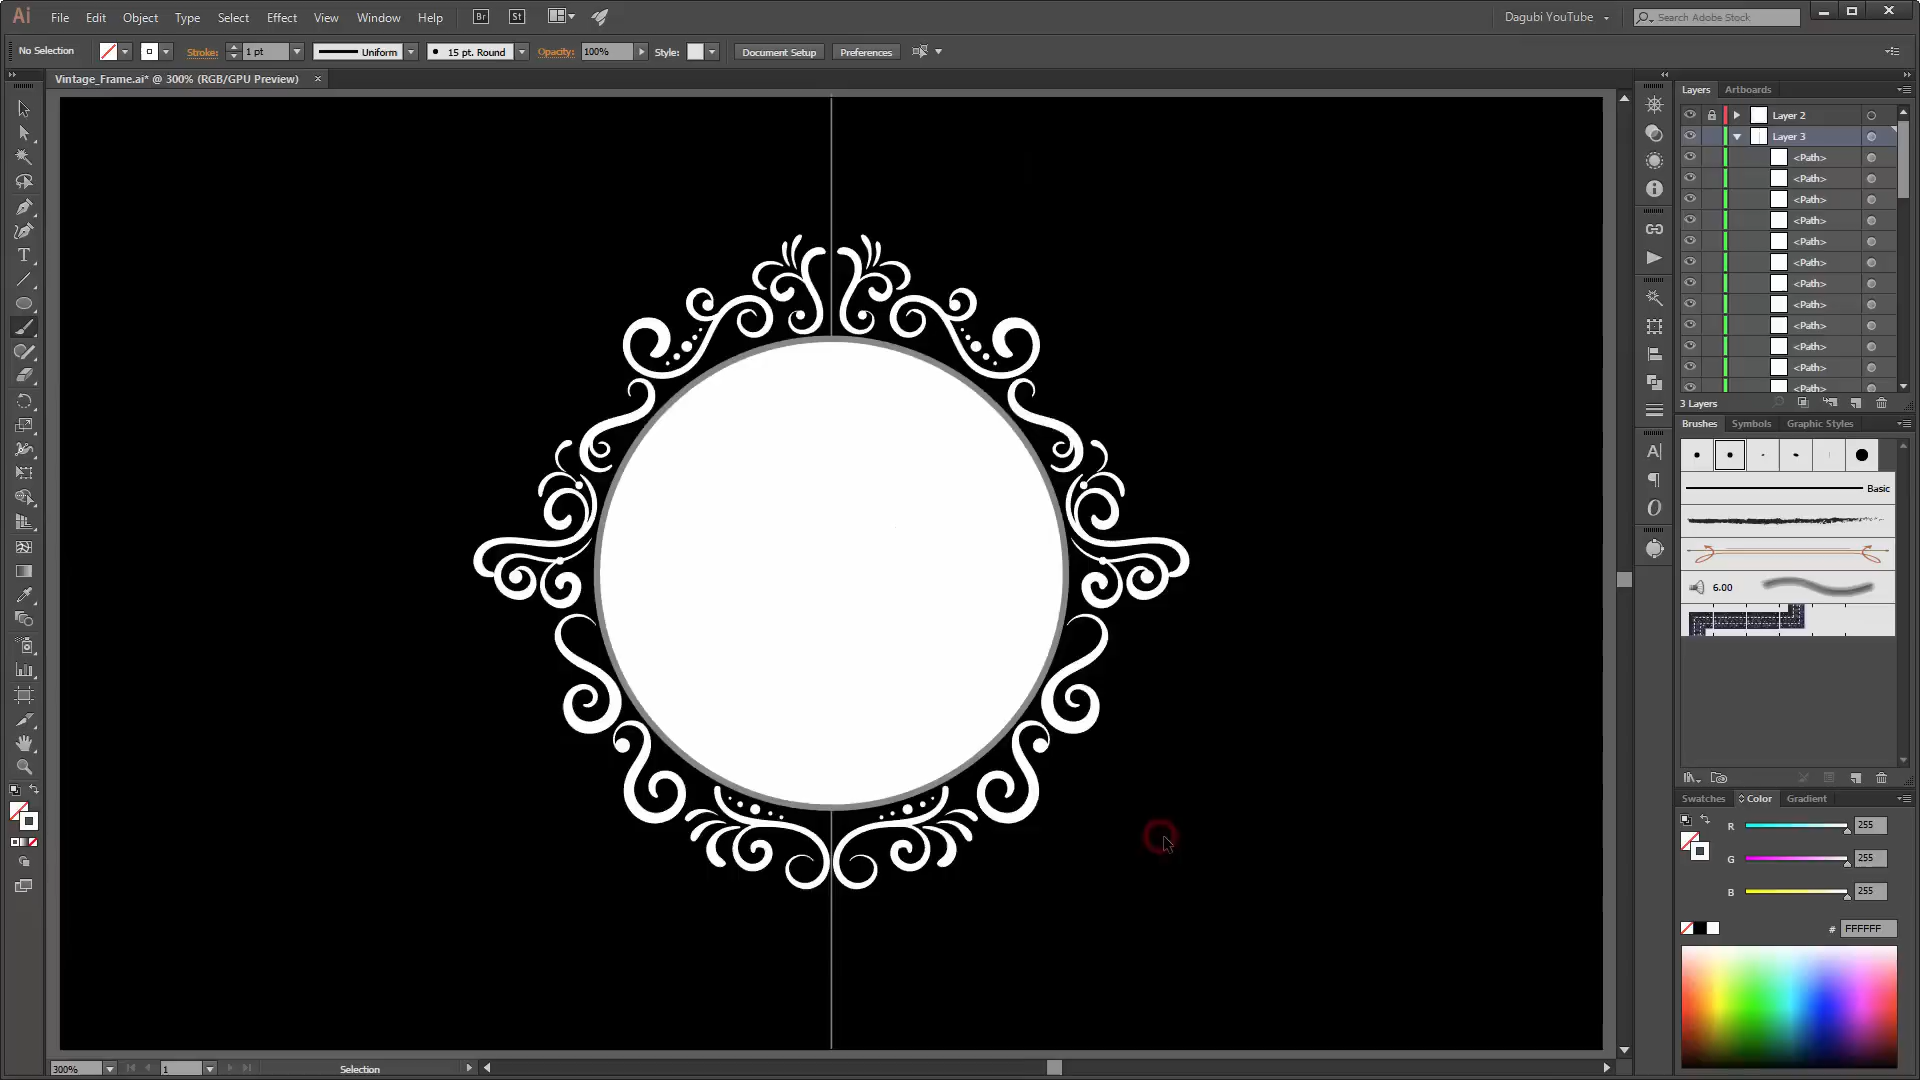 Ai File Edit Object Type Select Effect View Window Help Br St Dagubi YouTube Search Adobe Stock
No Selection Stroke: 1 pt Uniform 15 pt. Round Opacity: 100% Style: Document Setup Preferences
Vintage_Frame.ai* @ 300% (RGB/GPU Preview)
Layers Artboards
Layer 2
Layer 3
<Path>
<Path>
<Path>
<Path>
<Path>
<Path>
<Path>
<Path>
<Path>
<Path>
<Path>
<Path>
3 Layers
Brushes Symbols Graphic Styles
Basic
6.00
Swatches Color Gradient
R 255
G 255
B 255
# FFFFFF
300% 1 Selection